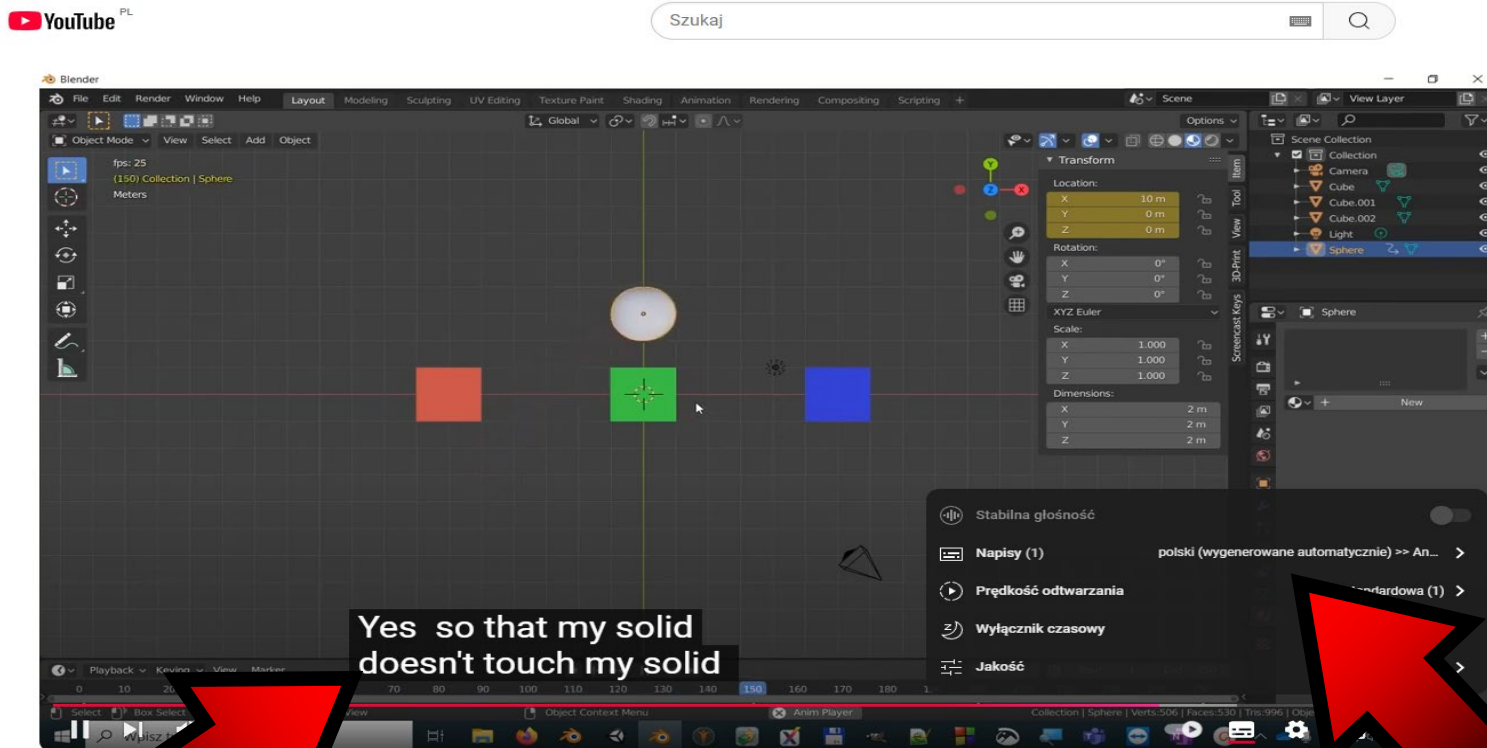 YouTube PL
Szukaj
Blender
File Edit Render Window Help Layout Modeling Sculpting UV Editing Texture Paint Shading Animation Rendering Compositing Scripting + Scene View Layer
Global Options
Object Mode View Select Add Object
fps: 25
(150) Collection | Sphere
Meters
Y
Z X
Transform
Location:
X 10 m
Y 0 m
Z 0 m
Rotation:
X 0°
Y 0°
Z 0°
XYZ Euler
Scale:
X 1.000
Y 1.000
Z 1.000
Dimensions:
X 2 m
Y 2 m
Z 2 m
Item
Tool
View
3D-Print
Screencast Keys
Scene Collection
Collection
Camera
Cube
Cube.001
Cube.002
Light
Sphere
Sphere
New
Stabilna głośność
Napisy (1) polski (wygenerowane automatycznie) >> An...
Prędkość odtwarzania (1)
Wyłącznik czasowy
Jakość
Yes so that my solid
doesn't touch my solid
Playback Keying View Marker
0 10 70 80 90 100 110 120 130 140 150 160 170 180
Select Box Select View Object Context Menu Anim Player Collection | Sphere | Verts:506 | Faces:530 | Tris:996